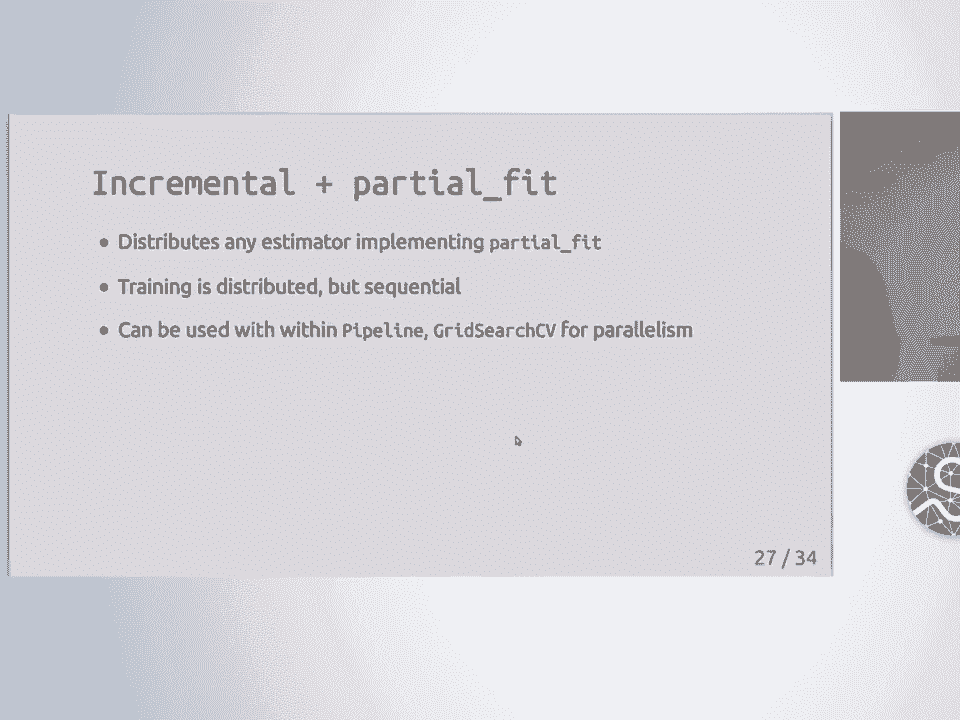 Incremental + partial_fit
• Distributes any estimator implementing partial_fit
• Training is distributed, but sequential
• Can be used with within Pipeline, GridSearchCV for parallelism
27 / 34